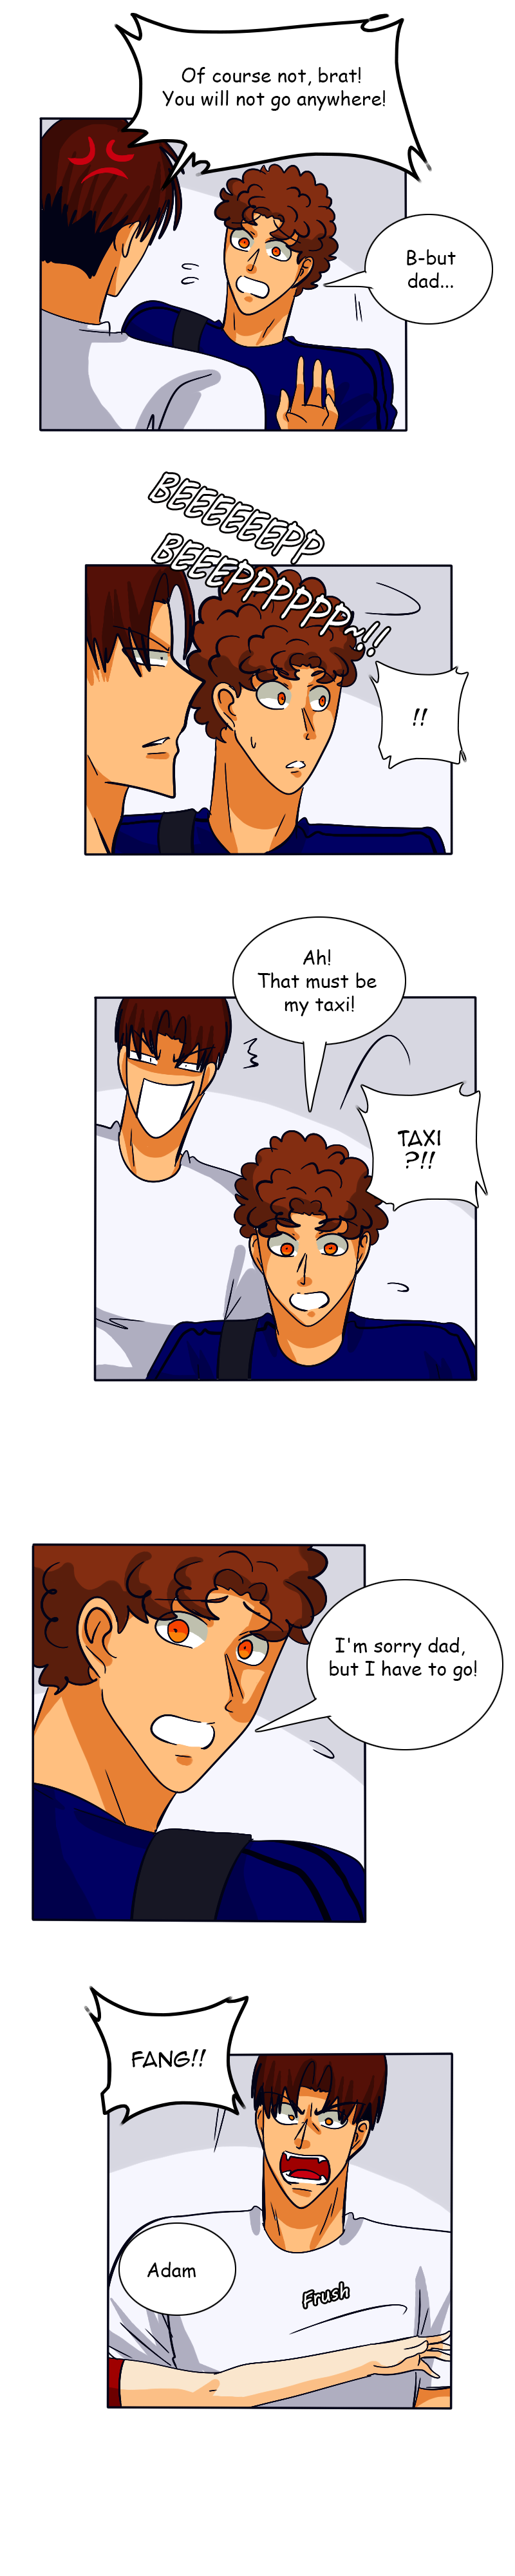 Of course not, brat!
You will not go anywhere!
B-but
dad...
BEEEEEEEPP
BEEEPPPPPP~!!
!!
Ah!
That must be
my taxi!
TAXI
?!!
I'm sorry dad,
but I have to go!
FANG!!
Adam
Frush